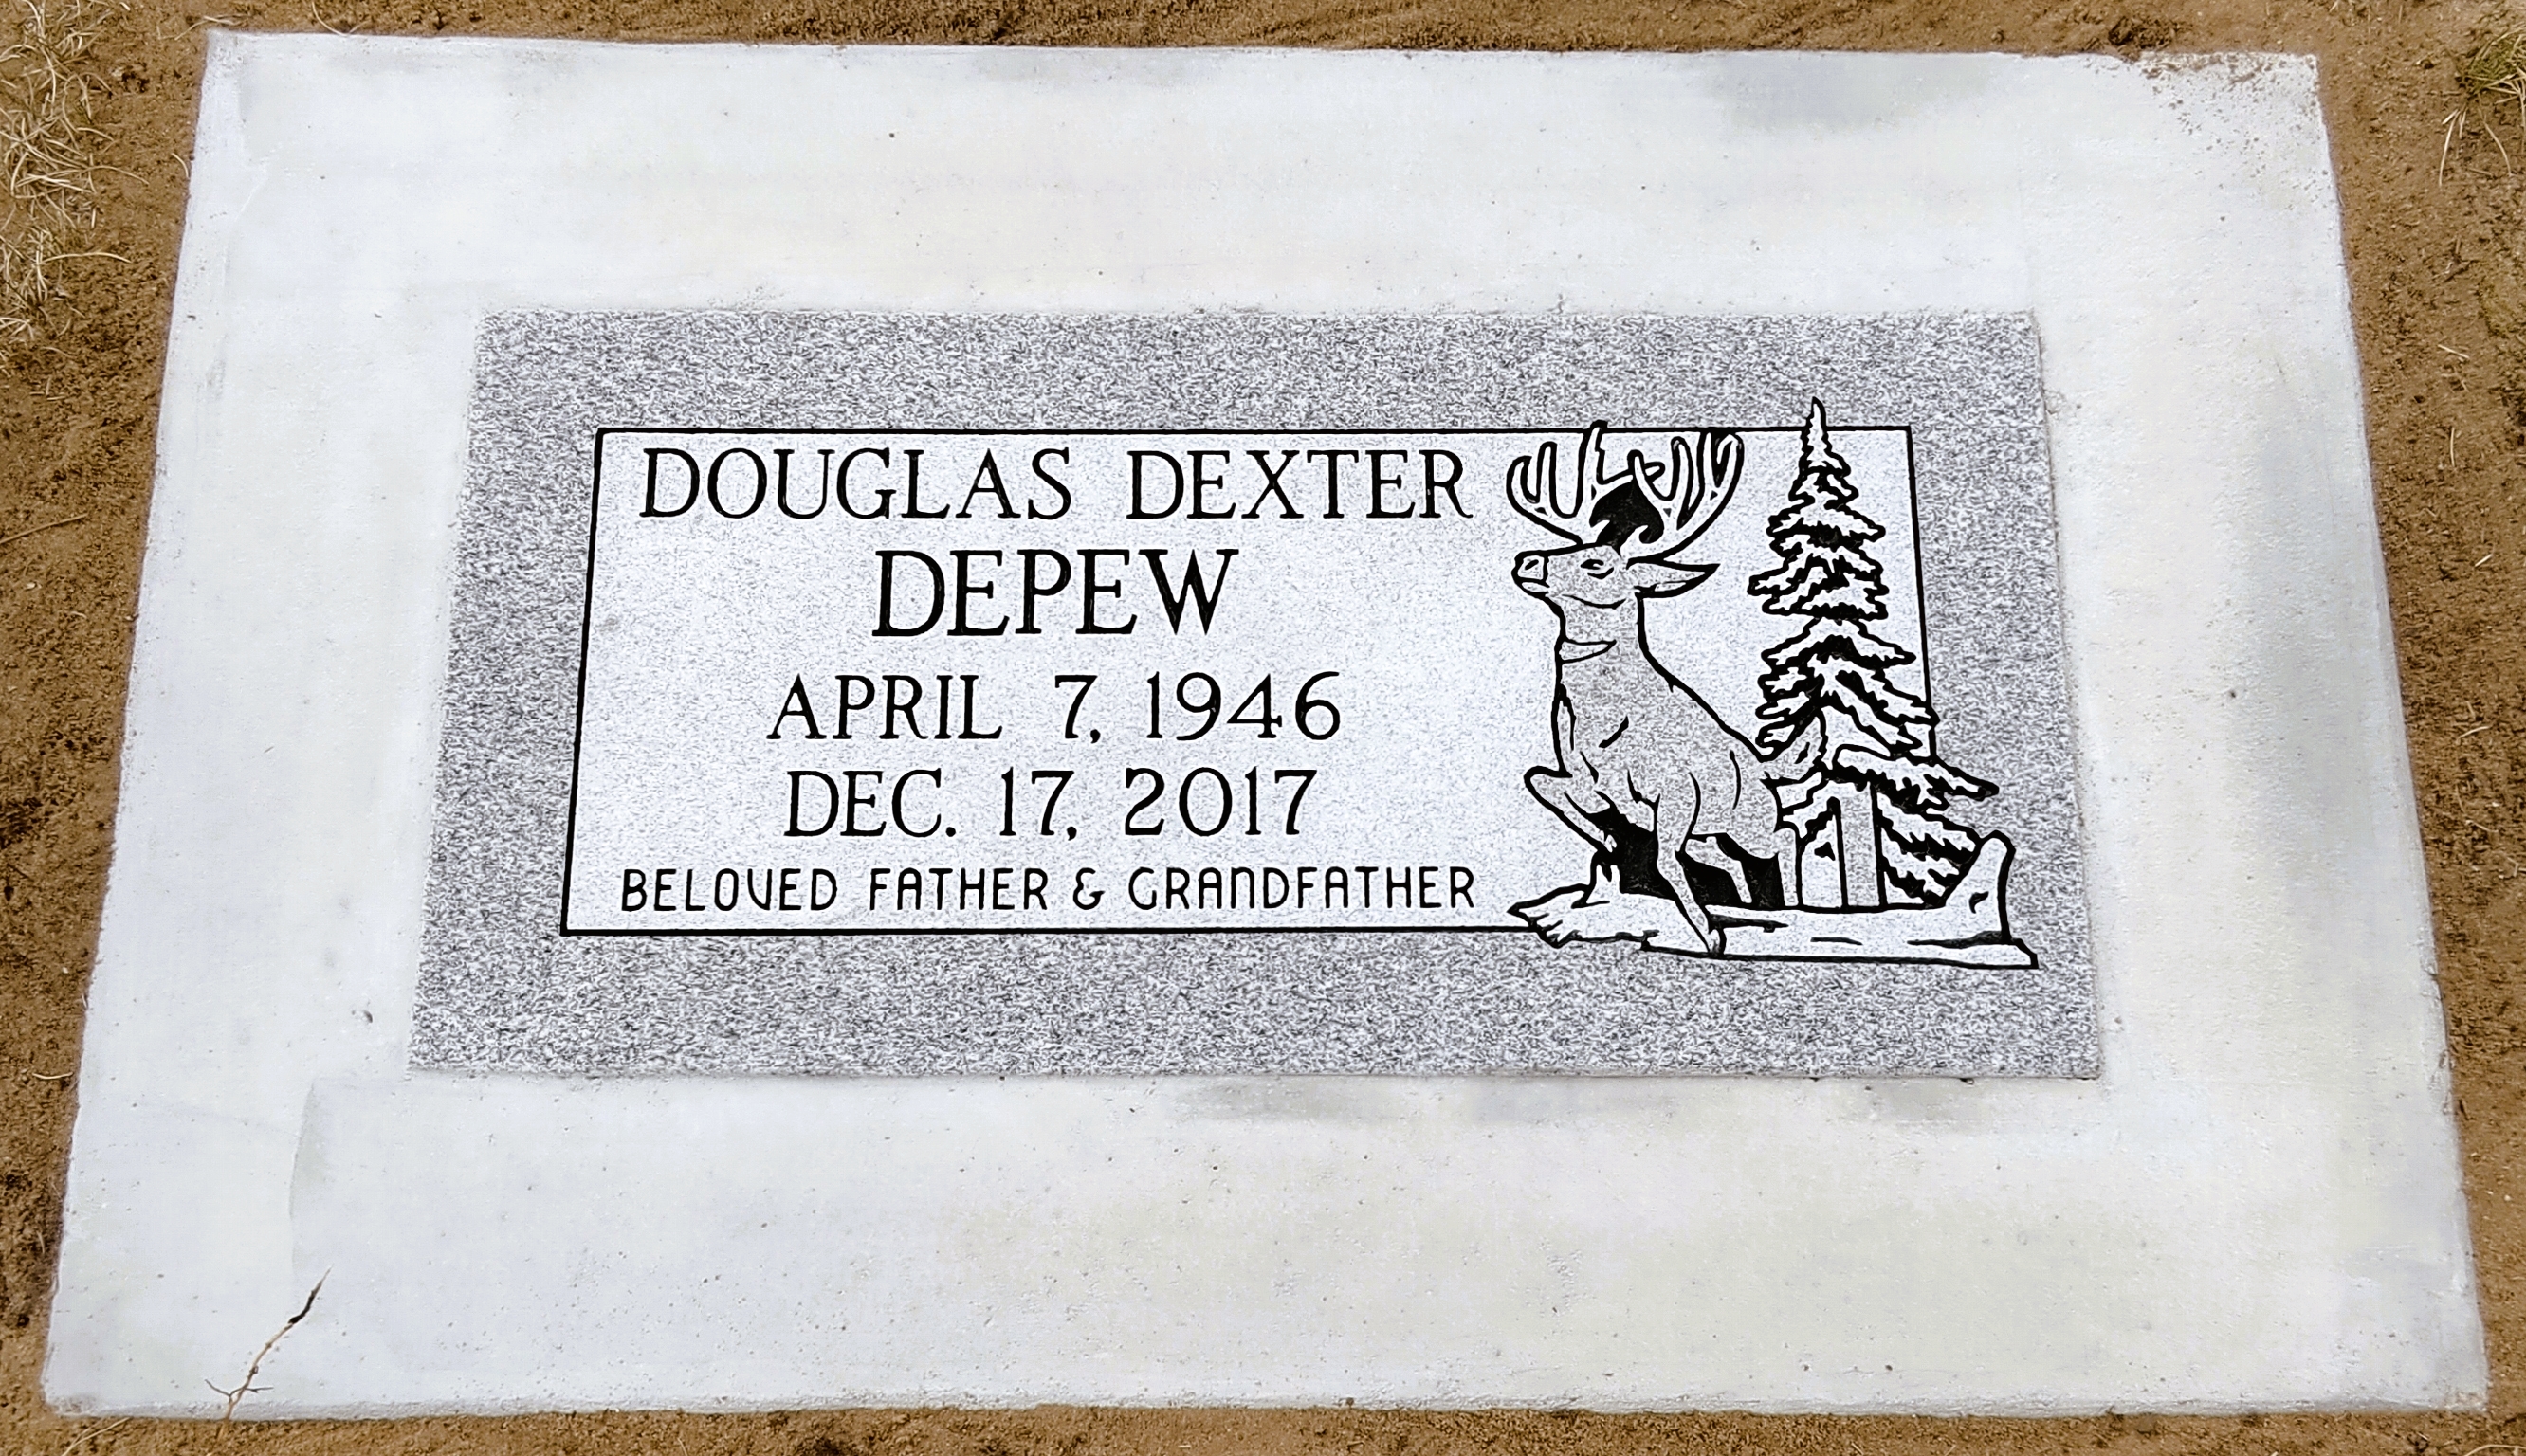 DOUGLAS DEXTER
DEPEW
APRIL 7, 1946
DEC. 17, 2017
BELOVED FATHER & GRANDFATHER